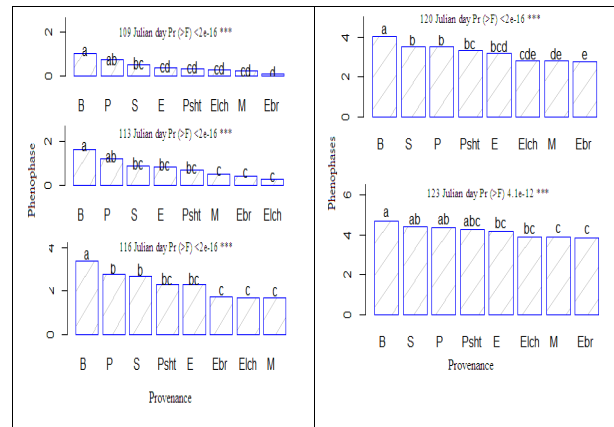 109 Julian day Pr (>F) <2e-16 ***
2
0
a ab bc cd cd cd cd d
B P S E Psht Elch M Ebr
113 Julian day Pr (>F) <2e-16 ***
2
0
a ab bc bc bc c c c
B P S E Psht M Ebr Elch
Phenophase
116 Julian day Pr (>F) <2e-16 ***
4
2
0
a b b bc bc c c c
B P S Psht E Ebr Elch M
Provenance
120 Julian day Pr (>F) <2e-16 ***
4
2
0
a b b bc bcd cde de e
B S P Psht E Elch M Ebr
Phenophases
123 Julian day Pr (>F) 4.1e-12 ***
6
4
2
0
a ab ab abc bc bc c c
B S P Psht E Elch M Ebr
Provenance